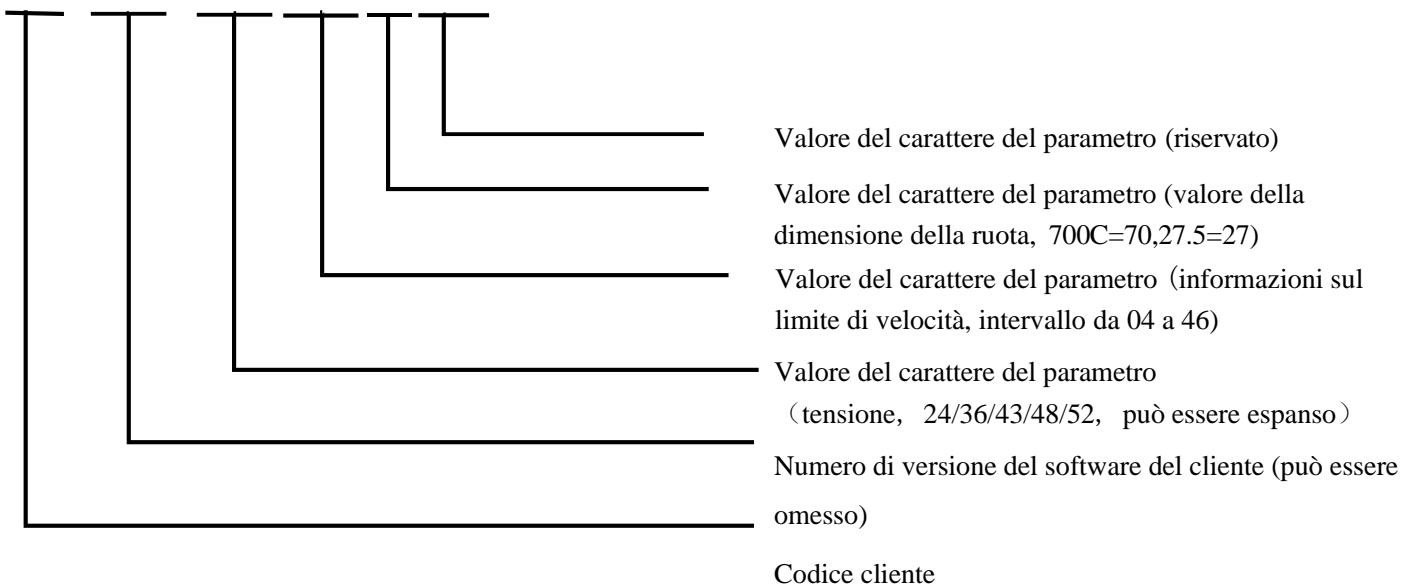 Valore del carattere del parametro (riservato)
Valore del carattere del parametro (valore della
dimensione della ruota, 700C=70,27.5=27)
Valore del carattere del parametro（informazioni sul
limite di velocità, intervallo da 04 a 46)
Valore del carattere del parametro
（tensione, 24/36/43/48/52, può essere espanso）
Numero di versione del software del cliente (può essere
omesso)
Codice cliente